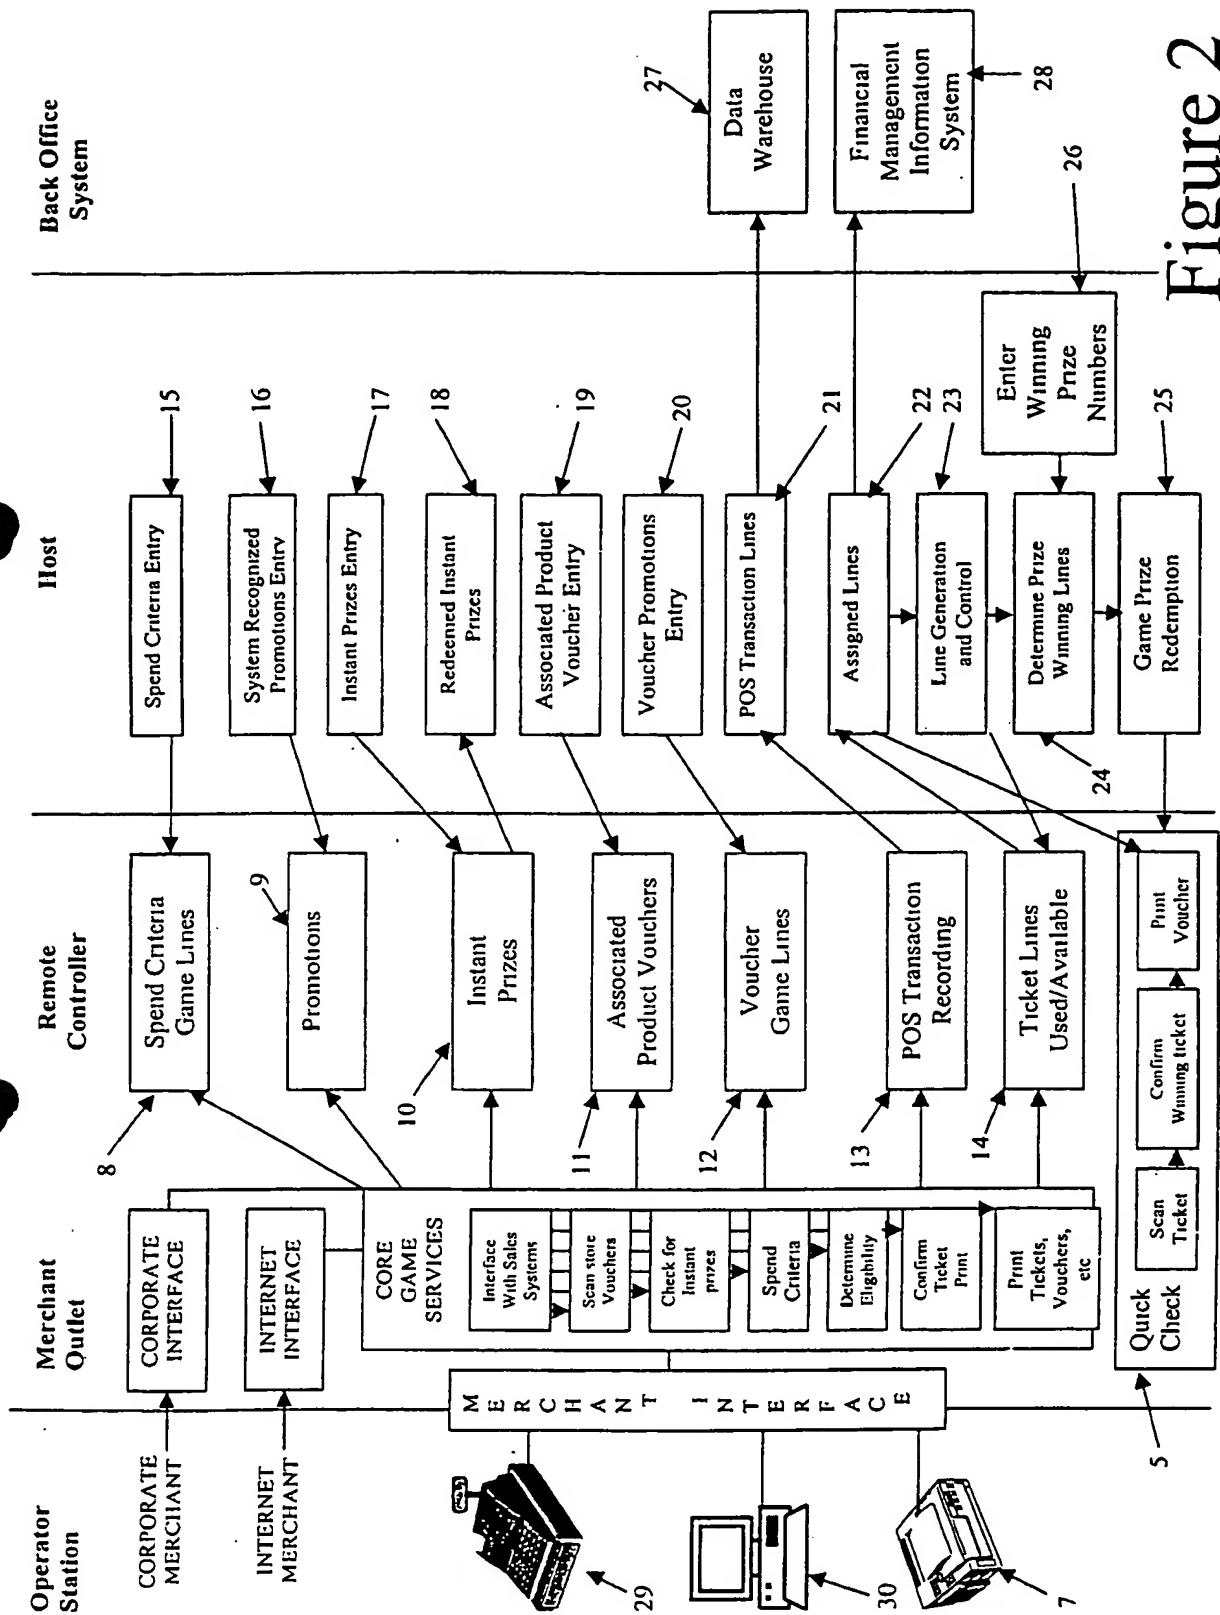 Operator
Station
Merchant
Outlet
Remote
Controller
Host
Back Office
System
CORPORATE
MERCHANT
CORPORATE
INTERFACE
8
Spend Criteria
Game Lines
Spend Criteria Entry
15
INTERNET
MERCHANT
INTERNET
INTERFACE
9
Promotions
System Recognized
Promotions Entry
16
Instant Prizes Entry
17
CORE
GAME
SERVICES
10
Instant
Prizes
Redeemed Instant
Prizes
18
Interface
With Sales
Systems
Scan store
Vouchers
Check for
Instant
prizes
Spend
Criteria
Determine
Eligibility
Confirm
Ticket
Print
Print
Tickets,
Vouchers,
etc
MERCHANT INTERFACE
29
30
7
11
Associated
Product Vouchers
Associated Product
Voucher Entry
19
12
Voucher
Game Lines
Voucher Promotions
Entry
20
13
POS Transaction
Recording
POS Transaction Lines
21
Data
Warehouse
27
14
Ticket Lines
Used/Available
Assigned Lines
22
Financial
Management
Information
System
28
Line Generation
and Control
23
Determine Prize
Winning Lines
24
Enter
Winning
Prize
Numbers
26
Game Prize
Redemption
25
5
Quick
Check
Scan
Ticket
Confirm
Winning ticket
Print
Voucher
Figure 2